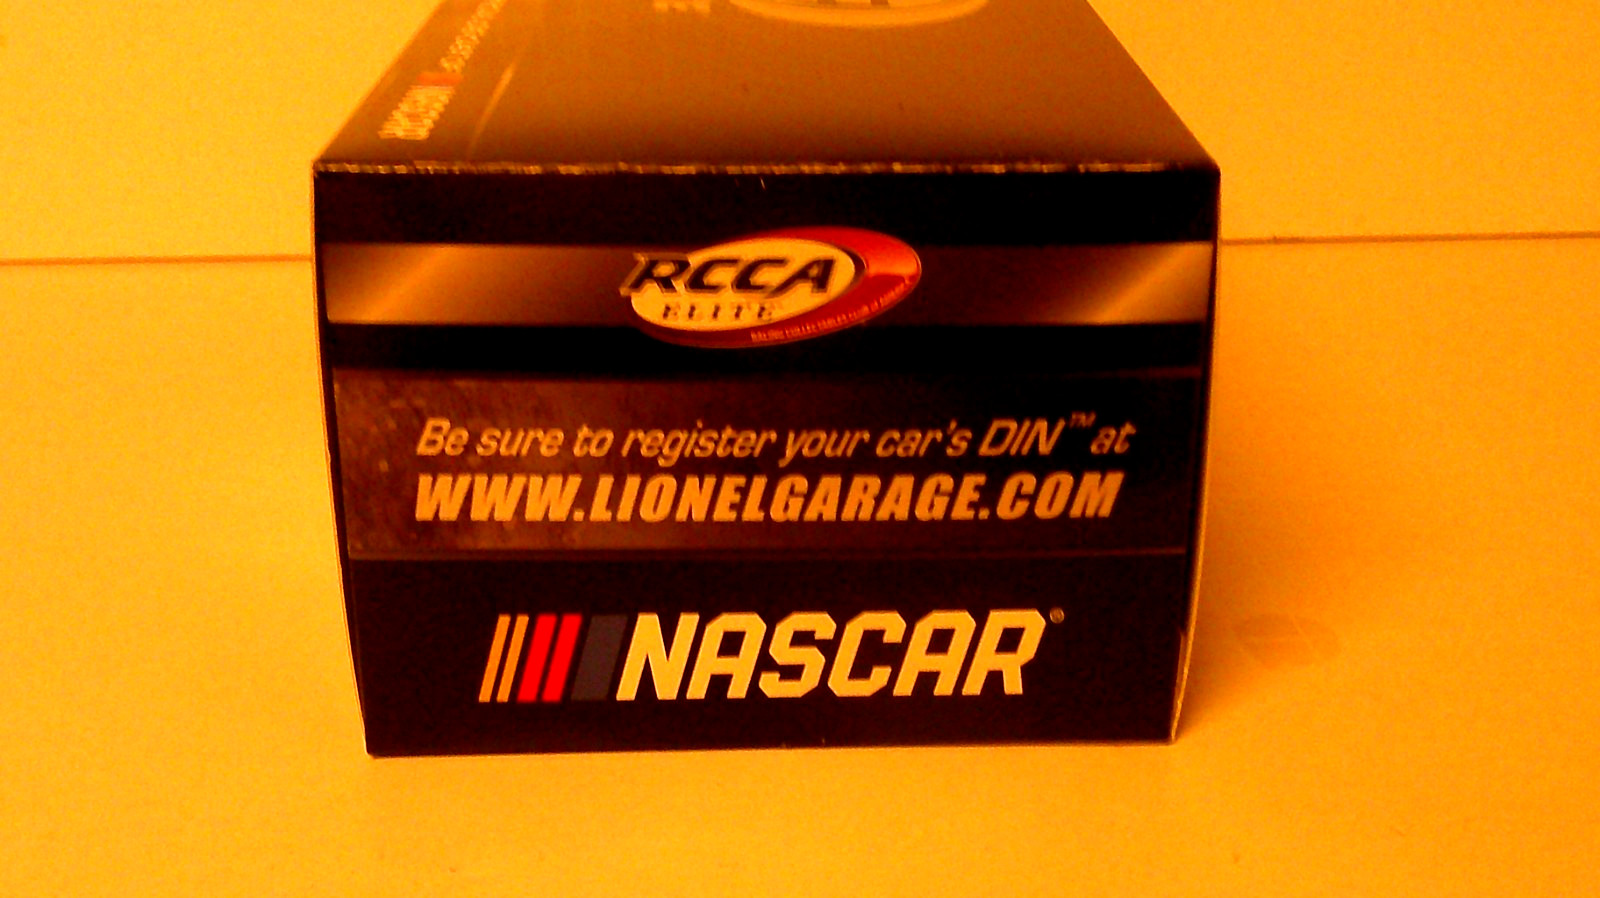 RCCA
ELITE
Be sure to register your car's DIN™ at
WWW.LIONELGARAGE.COM
NASCAR®